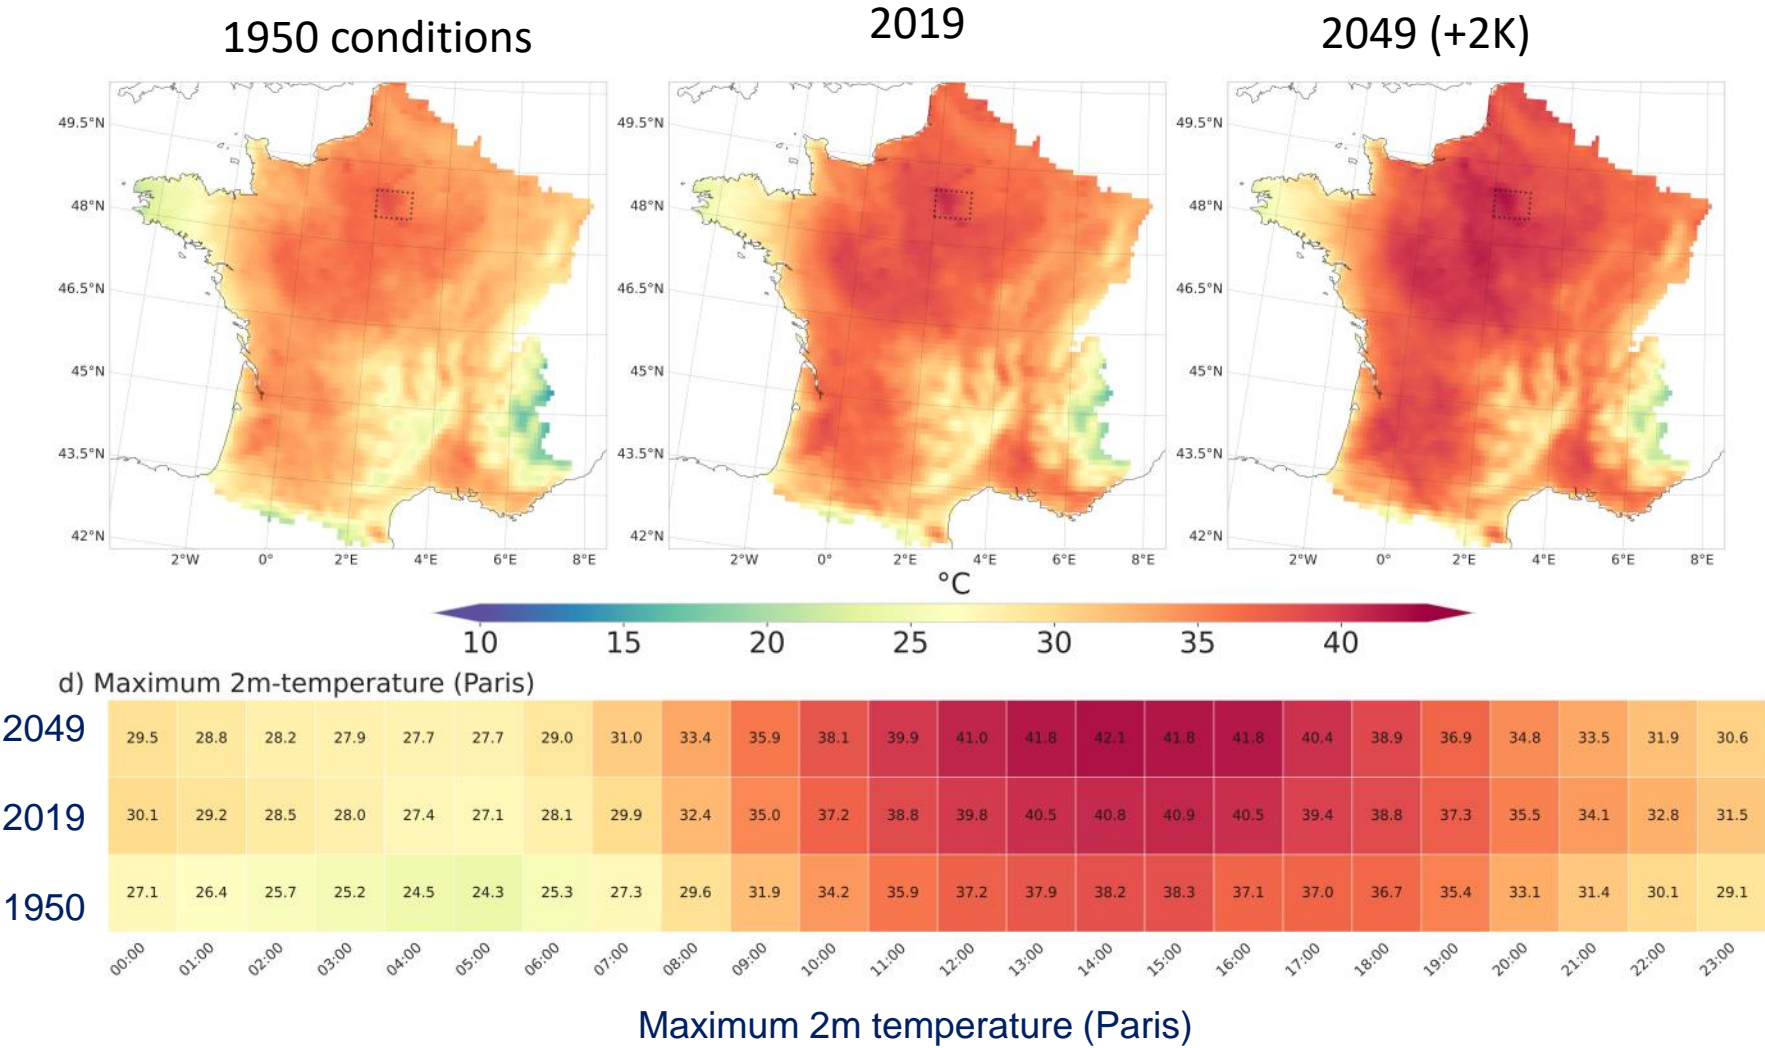 1950 conditions
2019
2049 (+2K)
49.5°N
48°N
46.5°N
45°N
43.5°N
42°N
2°W 0° 2°E 4°E 6°E 8°E
49.5°N
48°N
46.5°N
45°N
43.5°N
42°N
2°W 0° 2°E 4°E 6°E 8°E
49.5°N
48°N
46.5°N
45°N
43.5°N
42°N
2°W 0° 2°E 4°E 6°E 8°E
°C
10 15 20 25 30 35 40
d) Maximum 2m-temperature (Paris)
2049 29.5 28.8 28.2 27.9 27.7 27.7 29.0 31.0 33.4 35.9 38.1 39.9 41.0 41.8 42.1 41.8 41.8 40.4 38.9 36.9 34.8 33.5 31.9 30.6
2019 30.1 29.2 28.5 28.0 27.4 27.1 28.1 29.9 32.4 35.0 37.2 38.8 39.8 40.5 40.8 40.9 40.5 39.4 38.8 37.3 35.5 34.1 32.8 31.5
1950 27.1 26.4 25.7 25.2 24.5 24.3 25.3 27.3 29.6 31.9 34.2 35.9 37.2 37.9 38.2 38.3 37.1 37.0 36.7 35.4 33.1 31.4 30.1 29.1
00:00 01:00 02:00 03:00 04:00 05:00 06:00 07:00 08:00 09:00 10:00 11:00 12:00 13:00 14:00 15:00 16:00 17:00 18:00 19:00 20:00 21:00 22:00 23:00
Maximum 2m temperature (Paris)